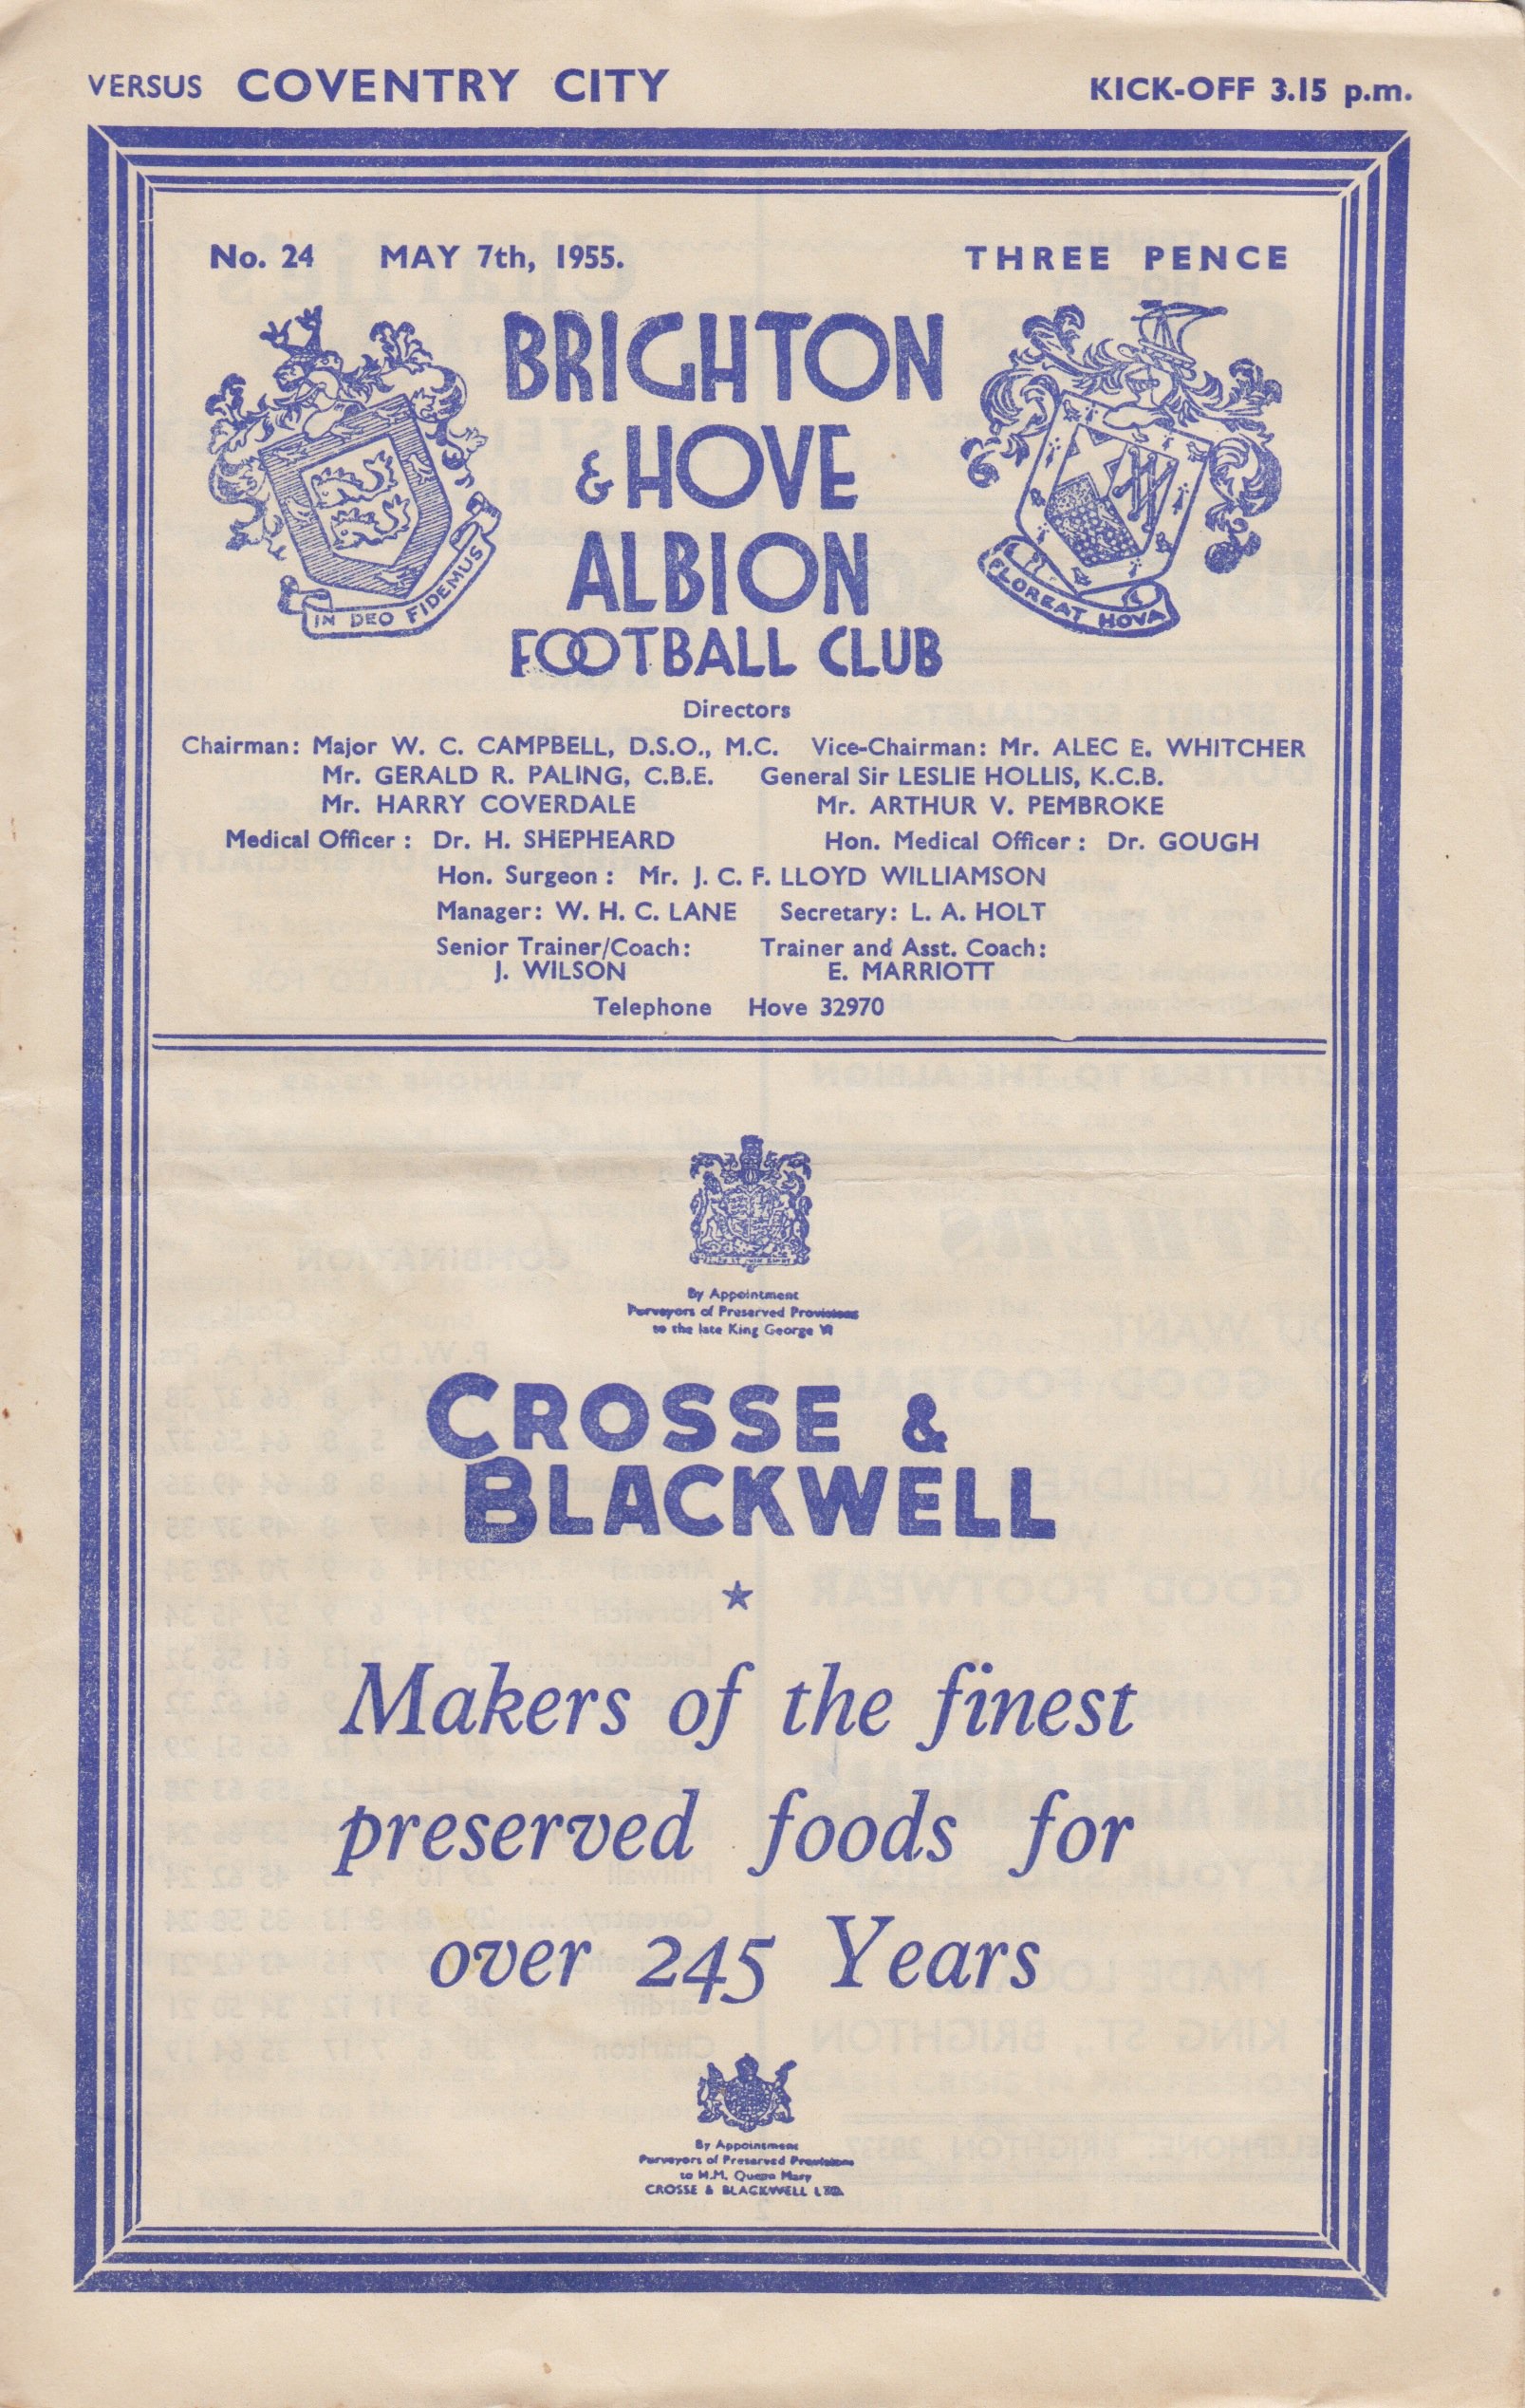 VERSUS COVENTRY CITY KICK-OFF 3.15 p.m.
No. 24 MAY 7th, 1955. THREE PENCE
BRIGHTON
& HOVE
ALBION
FOOTBALL CLUB
IN DEO FIDEMUS
FLOREAT HOVA
Directors
Chairman: Major W. C. CAMPBELL, D.S.O., M.C. Vice-Chairman: Mr. ALEC E. WHITCHER
Mr. GERALD R. PALING, C.B.E. General Sir LESLIE HOLLIS, K.C.B.
Mr. HARRY COVERDALE Mr. ARTHUR V. PEMBROKE
Medical Officer : Dr. H. SHEPHEARD Hon. Medical Officer : Dr. GOUGH
Hon. Surgeon : Mr. J. C. F. LLOYD WILLIAMSON
Manager: W. H. C. LANE Secretary: L. A. HOLT
Senior Trainer/Coach: Trainer and Asst. Coach:
J. WILSON E. MARRIOTT
Telephone Hove 32970
By Appointment
Purveyors of Preserved Provisions
to the late King George VI
CROSSE &
BLACKWELL
Makers of the finest
preserved foods for
over 245 Years
By Appointment
Purveyors of Preserved Provisions
to H.M. Queen Mary
CROSSE & BLACKWELL LTD.